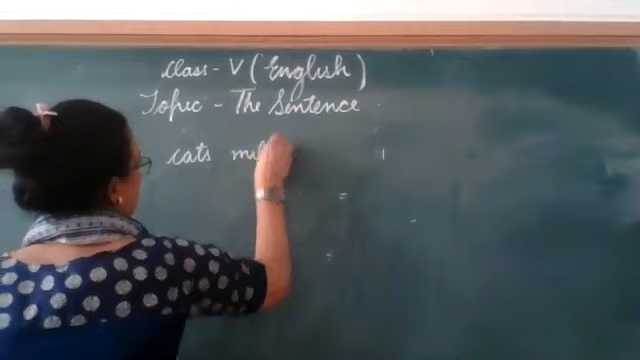 Class - V (English)
Topic - The Sentence
cats